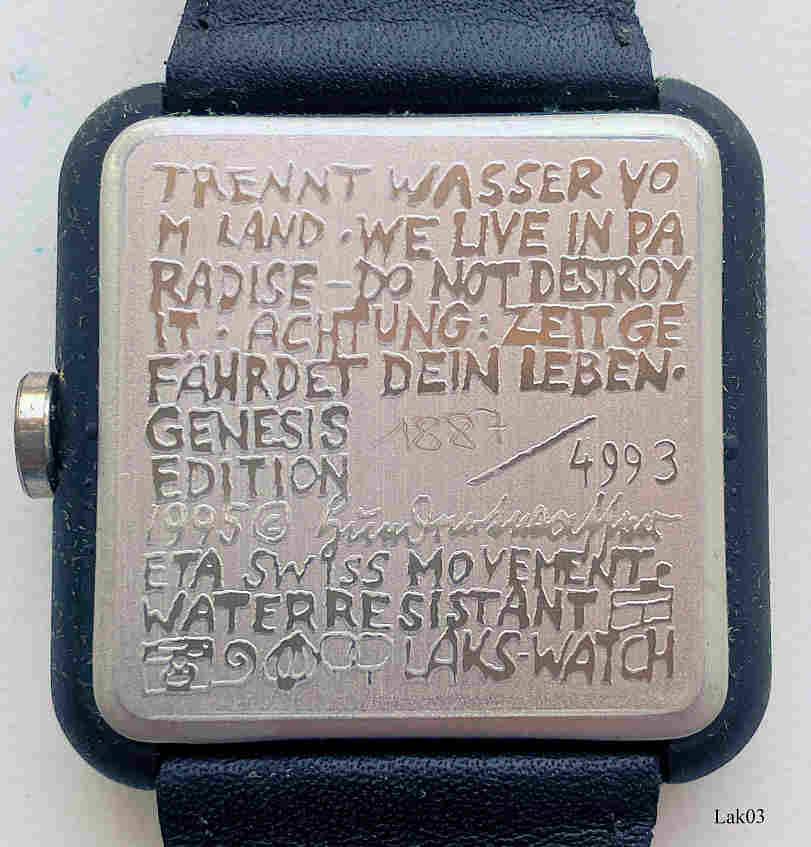 TRENNT WASSER VO
M LAND · WE LIVE IN PA
RADISE – DO NOT DESTROY
IT · ACHTUNG: ZEIT GE
FÄHRDET DEIN LEBEN ·
GENESIS 1887 / 4993
EDITION
1995 © Hundertwasser
ETA SWISS MOVEMENT ·
WATERRESISTANT
LAKS-WATCH
Lak03